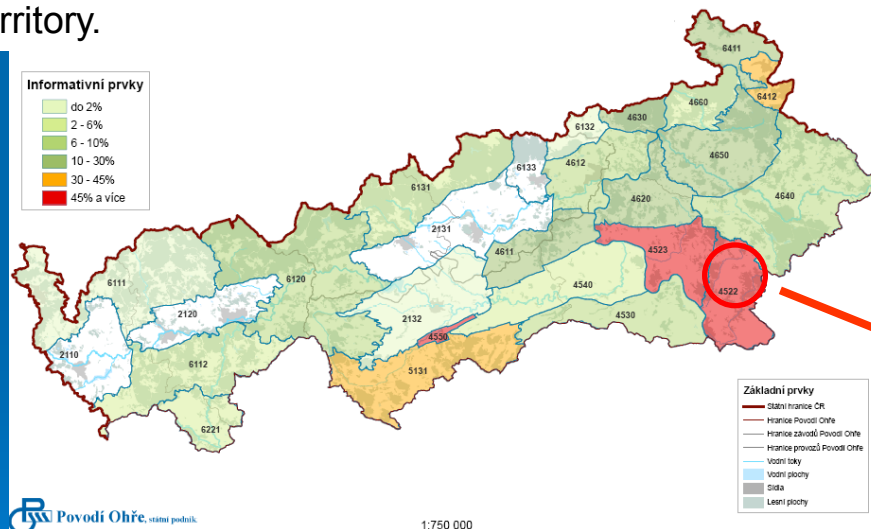 rritory.
Informativní prvky
do 2%
2 - 6%
6 - 10%
10 - 30%
30 - 45%
45% a více
6411
6412
4660
4630
6132
4650
6133
4612
4640
6131
4620
2131
4611
4523
6111
6120
4522
4540
2120
2132
4530
4550
2110
6112
5131
6221
Základní prvky
Státní hranice ČR
Hranice Povodí Ohře
Hranice závodů Povodí Ohře
Hranice provozů Povodí Ohře
Vodní toky
Vodní plochy
Sídla
Lesní plochy
Povodí Ohře, státní podnik
1:750 000